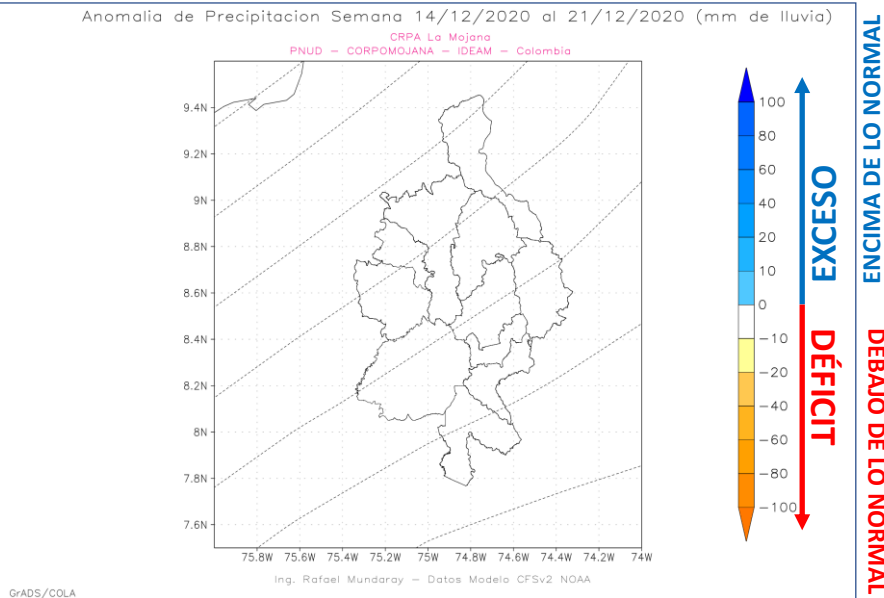 Anomalia de Precipitacion Semana 14/12/2020 al 21/12/2020 (mm de lluvia)
CRPA La Mojana
PNUD – CORPOMOJANA – IDEAM – Colombia
9.4N
9.2N
9N
8.8N
8.6N
8.4N
8.2N
8N
7.8N
7.6N
75.8W 75.6W 75.4W 75.2W 75W 74.8W 74.6W 74.4W 74.2W 74W
Ing. Rafael Mundaray – Datos Modelo CFSv2 NOAA
GrADS/COLA
100
80
60
40
20
10
0
−10
−20
−40
−60
−80
−100
EXCESO
DÉFICIT
ENCIMA DE LO NORMAL
DEBAJO DE LO NORMAL